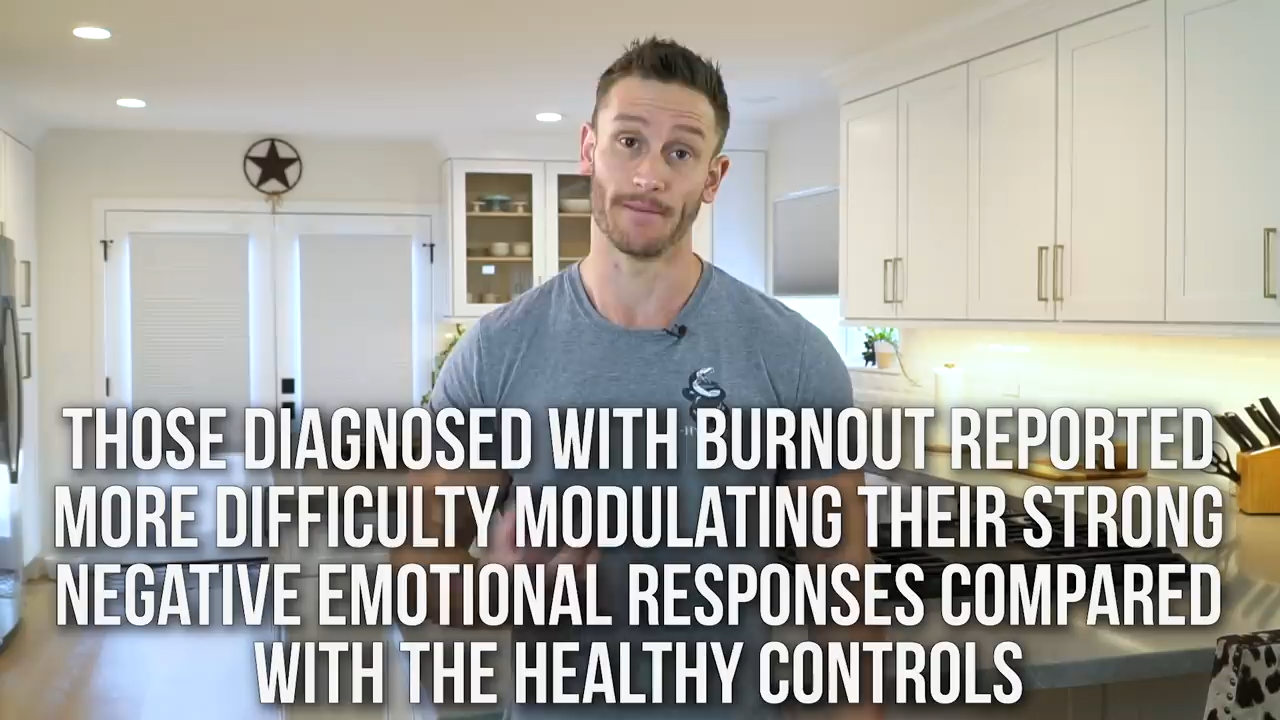 THOSE DIAGNOSED WITH BURNOUT REPORTED
MORE DIFFICULTY MODULATING THEIR STRONG
NEGATIVE EMOTIONAL RESPONSES COMPARED
WITH THE HEALTHY CONTROLS